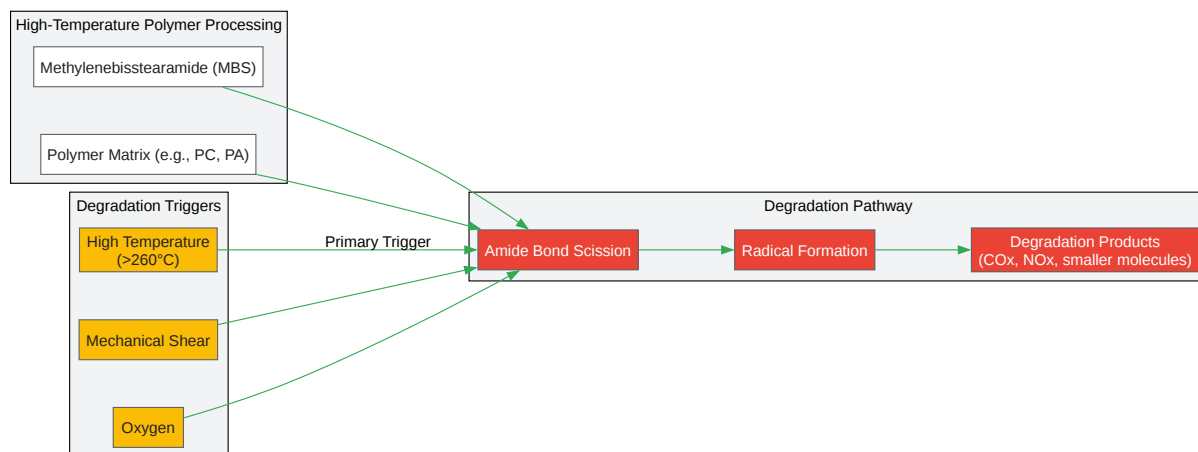 High-Temperature Polymer Processing
Methylenebisstearamide (MBS)
Polymer Matrix (e.g., PC, PA)
Degradation Triggers
High Temperature
(>260°C)
Mechanical Shear
Oxygen
Primary Trigger
Degradation Pathway
Amide Bond Scission
Radical Formation
Degradation Products
(COx, NOx, smaller molecules)